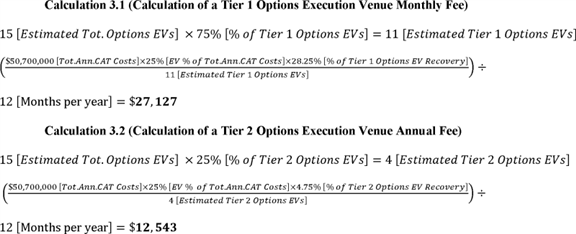 Calculation 3.1 (Calculation of a Tier 1 Options Execution Venue Monthly Fee)
15 [Estimated Tot. Options EVs] × 75% [% of Tier 1 Options EVs] = 11 [Estimated Tier 1 Options EVs]
($50,700,000 [Tot.Ann.CAT Costs]×25% [EV % of Tot.Ann.CAT Costs]×28.25% [% of Tier 1 Options EV Recovery]
11 [Estimated Tier 1 Options EVs]) ÷
12 [Months per year] = $27,127
Calculation 3.2 (Calculation of a Tier 2 Options Execution Venue Annual Fee)
15 [Estimated Tot. Options EVs] × 25% [% of Tier 2 Options EVs] = 4 [Estimated Tier 2 Options EVs]
($50,700,000 [Tot.Ann.CAT Costs]×25% [EV % of Tot.Ann.CAT Costs]×4.75% [% of Tier 2 Options EV Recovery]
4 [Estimated Tier 2 Options EVs]) ÷
12 [Months per year] = $12,543